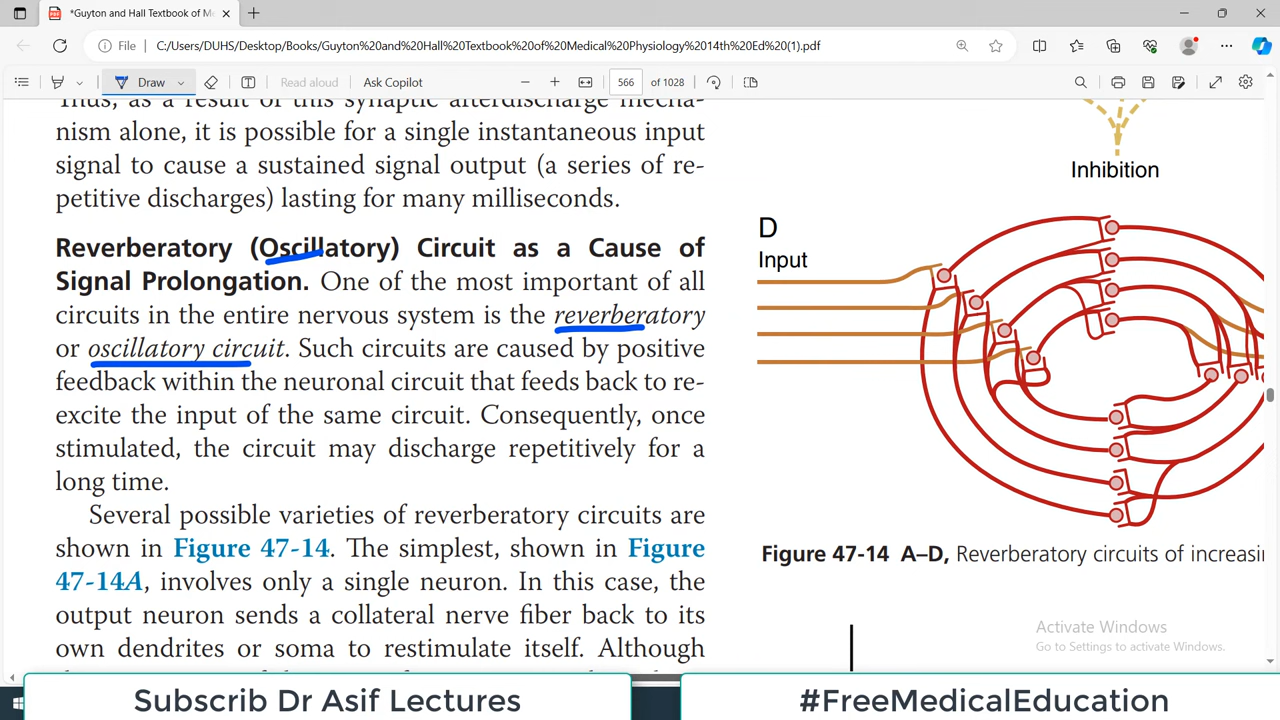 *Guyton and Hall Textbook of Me
File
C:/Users/DUHS/Desktop/Books/Guyton%20and%20Hall%20Textbook%20of%20Medical%20Physiology%2014th%20Ed%20(1).pdf
Draw
Read aloud
Ask Copilot
566
of 1028
Thus, as a result of this synaptic afterdischarge mecha-
nism alone, it is possible for a single instantaneous input
signal to cause a sustained signal output (a series of re-
petitive discharges) lasting for many milliseconds.
Reverberatory (Oscillatory) Circuit as a Cause of
Signal Prolongation. One of the most important of all
circuits in the entire nervous system is the reverberatory
or oscillatory circuit. Such circuits are caused by positive
feedback within the neuronal circuit that feeds back to re-
excite the input of the same circuit. Consequently, once
stimulated, the circuit may discharge repetitively for a
long time.
Several possible varieties of reverberatory circuits are
shown in Figure 47-14. The simplest, shown in Figure
47-14A, involves only a single neuron. In this case, the
output neuron sends a collateral nerve fiber back to its
own dendrites or soma to restimulate itself. Although
Inhibition
D
Input
Figure 47-14 A–D, Reverberatory circuits of increasi
Activate Windows
Go to Settings to activate Windows.
Subscrib Dr Asif Lectures
#FreeMedicalEducation